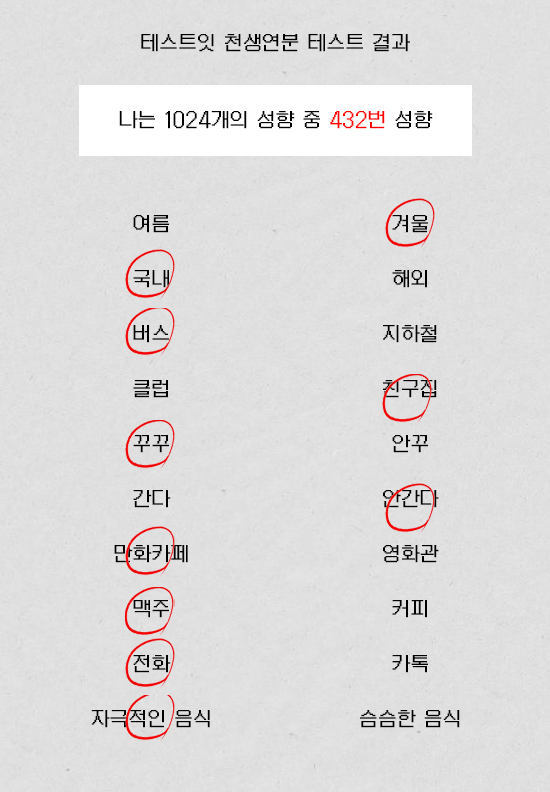 테스트잇 천생연분 테스트 결과
나는 1024개의 성향 중 432번 성향
여름 겨울
국내 해외
버스 지하철
클럽 친구집
꾸꾸 안꾸
간다 안간다
만화카페 영화관
맥주 커피
전화 카톡
자극적인 음식 슴슴한 음식